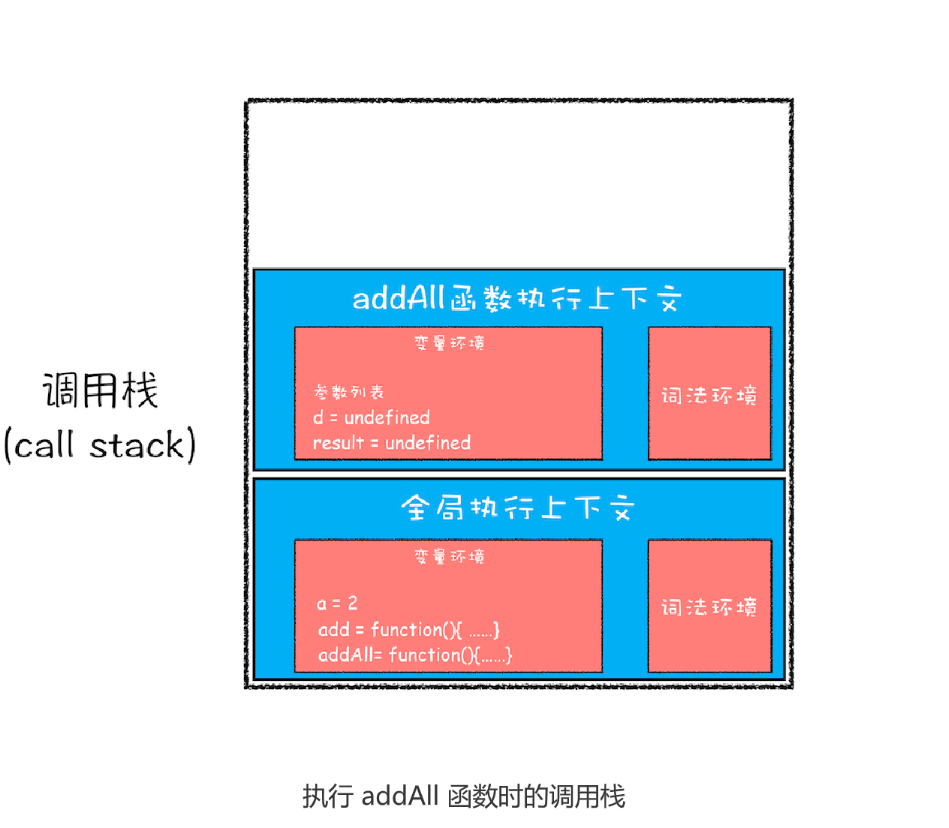 调用栈
(call stack)
addAll函数执行上下文
变量环境
参数列表
d = undefined
result = undefined
词法环境
全局执行上下文
变量环境
a = 2
add = function(){ ......}
addAll= function(){......}
词法环境
执行 addAll 函数时的调用栈